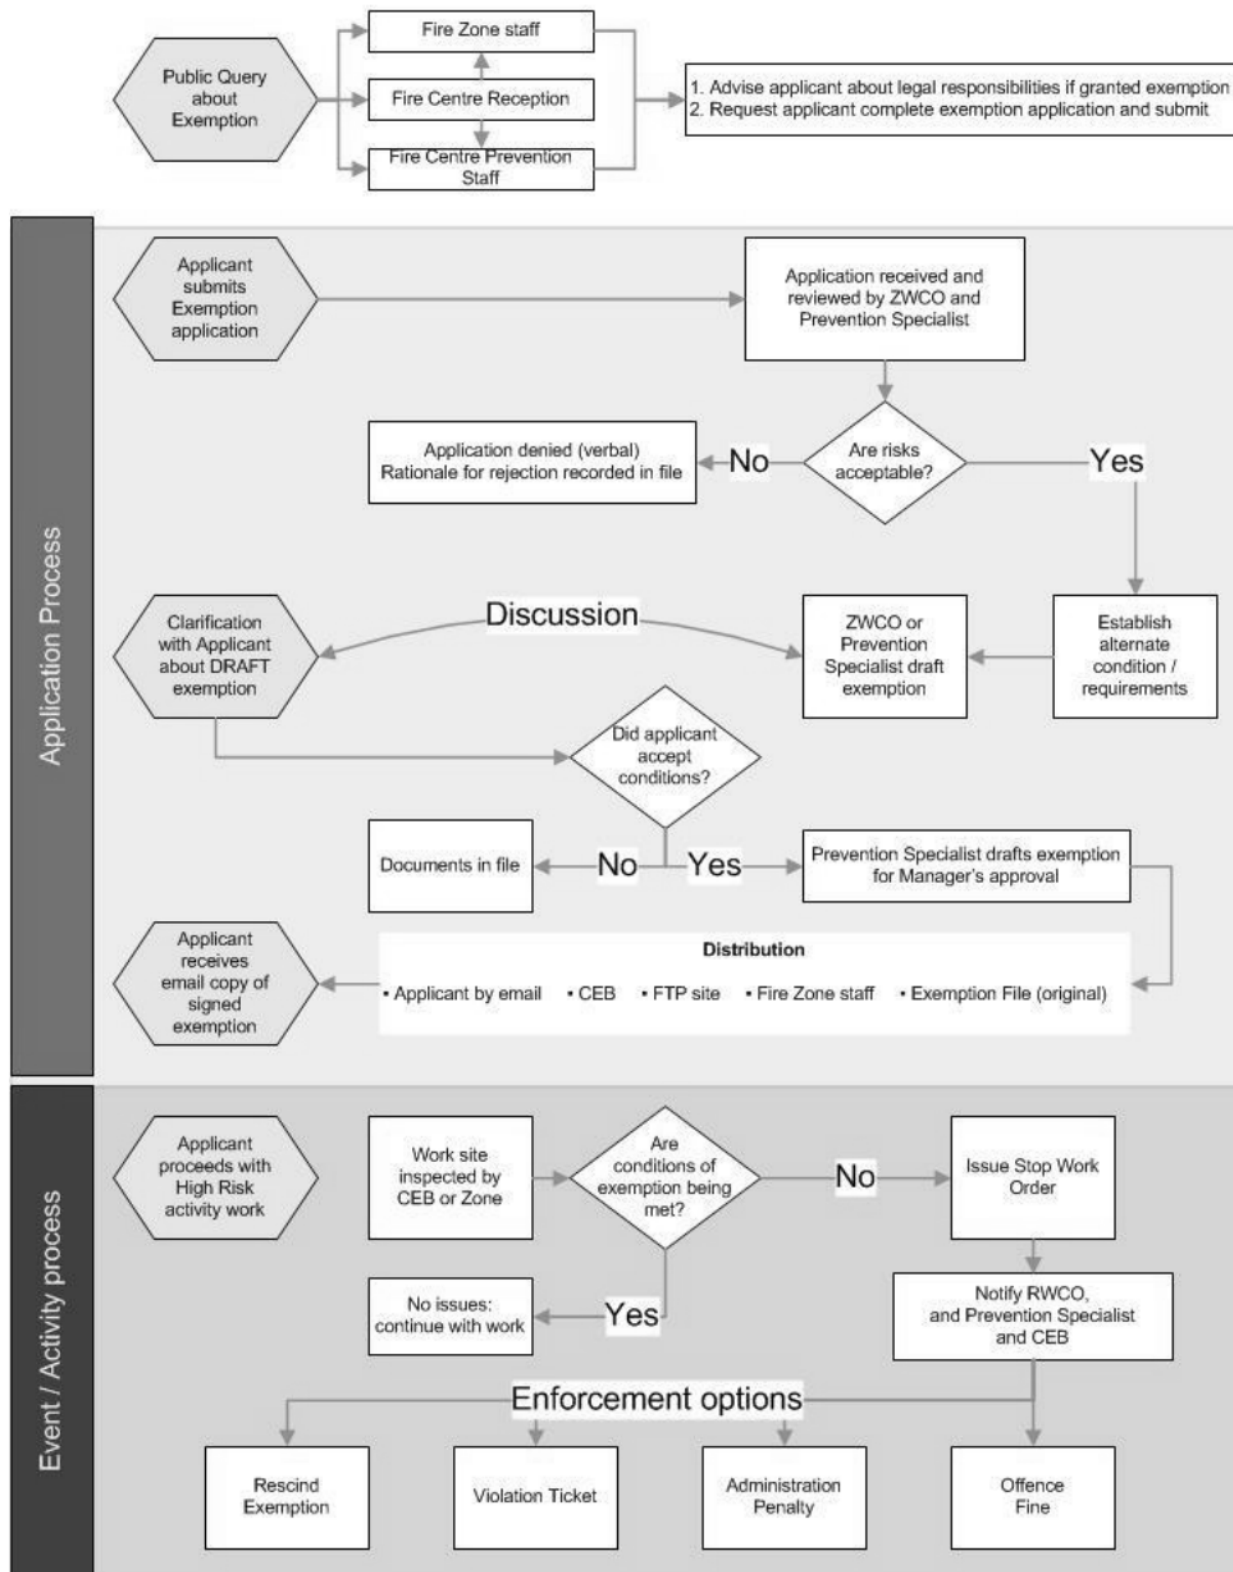 Fire Zone staff
Public Query
about
Exemption
Fire Centre Reception
Fire Centre Prevention
Staff
1. Advise applicant about legal responsibilities if granted exemption
2. Request applicant complete exemption application and submit
Application Process
Applicant
submits
Exemption
application
Application received and
reviewed by ZWCO and
Prevention Specialist
Application denied (verbal)
Rationale for rejection recorded in file
No
Are risks
acceptable?
Yes
Clarification
with Applicant
about DRAFT
exemption
Discussion
ZWCO or
Prevention
Specialist draft
exemption
Establish
alternate
condition /
requirements
Did applicant
accept
conditions?
Documents in file
No
Yes
Prevention Specialist drafts exemption
for Manager's approval
Applicant
receives
email copy of
signed
exemption
Distribution
▪ Applicant by email ▪ CEB ▪ FTP site ▪ Fire Zone staff ▪ Exemption File (original)
Event / Activity process
Applicant
proceeds with
High Risk
activity work
Work site
inspected by
CEB or Zone
Are
conditions of
exemption being
met?
No
Issue Stop Work
Order
No issues:
continue with work
Yes
Notify RWCO,
and Prevention Specialist
and CEB
Enforcement options
Rescind
Exemption
Violation Ticket
Administration
Penalty
Offence
Fine